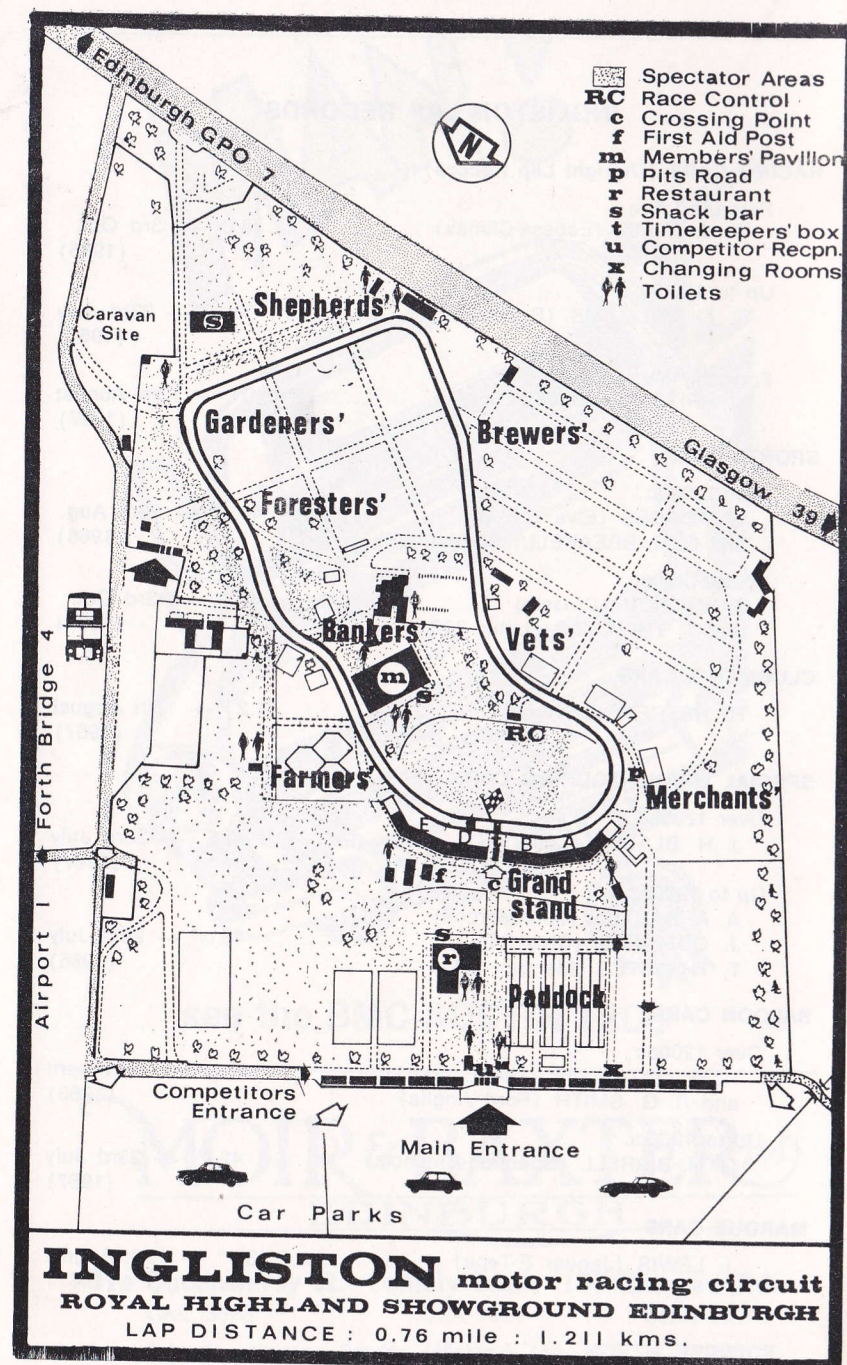 Edinburgh GPO 7
Spectator Areas
RC Race Control
c Crossing Point
f First Aid Post
m Members' Pavilion
P Pits Road
r Restaurant
s Snack bar
t Timekeepers' box
u Competitor Recpn.
x Changing Rooms
Toilets
N
Caravan
Site
s
Shepherds'
Gardeners'
Brewers'
Glasgow 39
Foresters'
Bankers'
Vets'
m
s
RC
Farmers'
P
Merchants'
E D B A
f
c
Grand
stand
s
r
Paddock
Airport 1 Forth Bridge 4
u
x
Competitors
Entrance
Main Entrance
Car Parks
INGLISTON motor racing circuit
ROYAL HIGHLAND SHOWGROUND EDINBURGH
LAP DISTANCE : 0.76 mile : 1.211 kms.